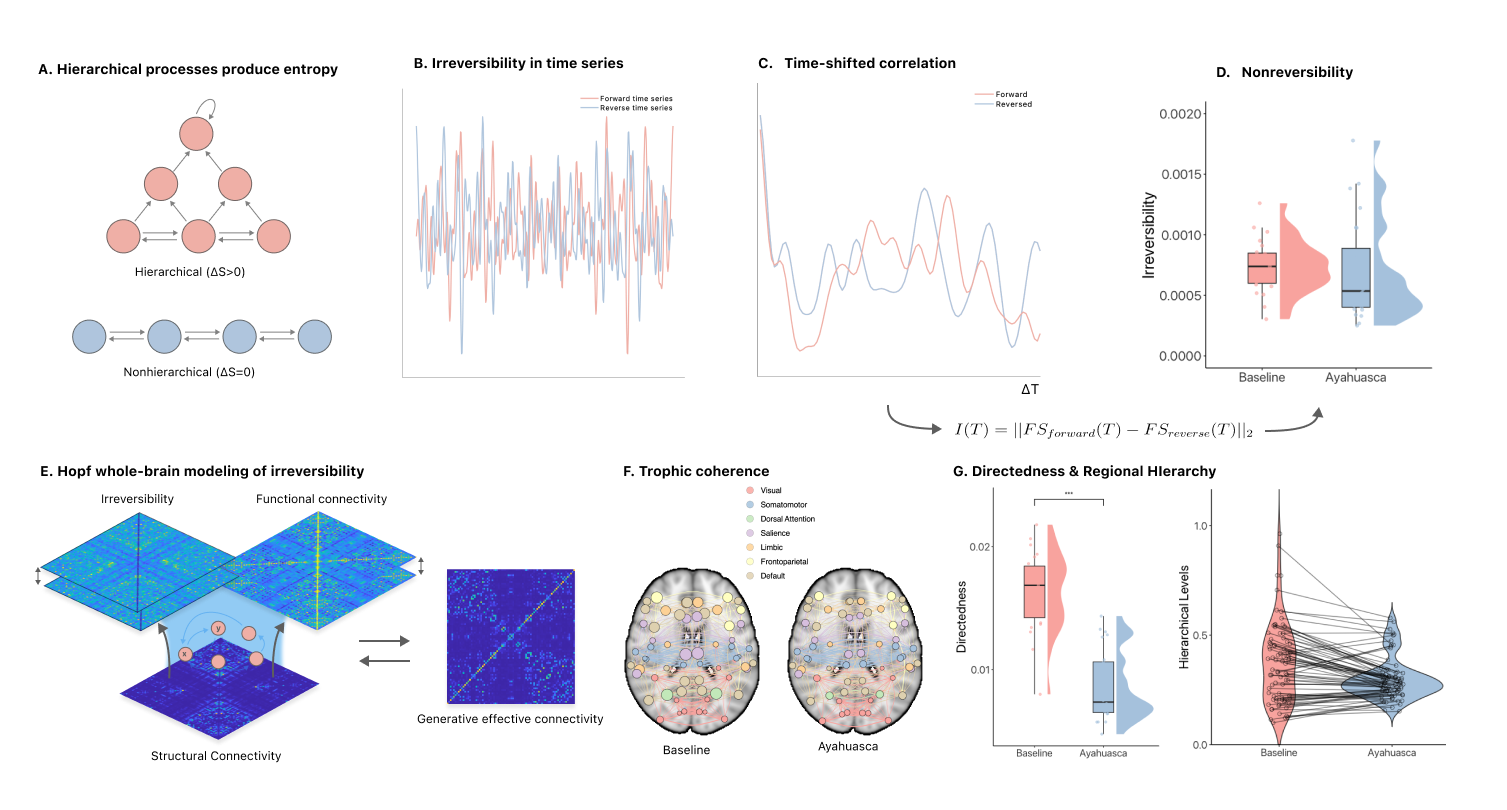 A. Hierarchical processes produce entropy
Hierarchical (ΔS>0)
Nonhierarchical (ΔS=0)
B. Irreversibility in time series
Forward time series
Reverse time series
C. Time-shifted correlation
Forward
Reversed
ΔT
D. Nonreversibility
Irreversibility
0.0020
0.0015
0.0010
0.0005
0.0000
Baseline
Ayahuasca
I(T) = ||FS_forward(T) − FS_reverse(T)||_2
E. Hopf whole-brain modeling of irreversibility
Irreversibility
Functional connectivity
y
x
Structural Connectivity
Generative effective connectivity
F. Trophic coherence
Visual
Somatomotor
Dorsal Attention
Salience
Limbic
Frontoparietal
Default
Baseline
Ayahuasca
G. Directedness & Regional HIerarchy
Directedness
0.02
0.01
***
Baseline
Ayahuasca
Hierarchical Levels
1.0
0.5
0.0
Baseline
Ayahuasca